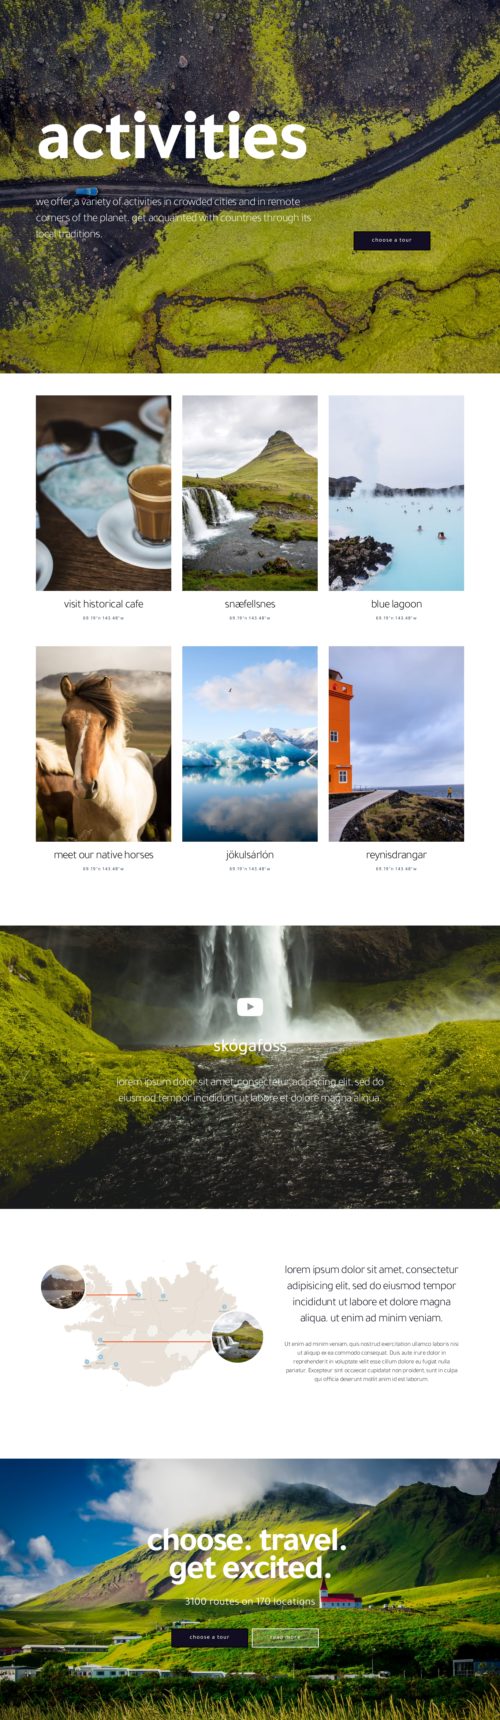 activities
we offer a variety of activities in crowded cities and in remote
corners of the planet. get acquainted with countries through its
local traditions.
choose a tour
visit historical cafe
snæfellsnes
blue lagoon
69.19°n 143.48°w
69.19°n 143.48°w
69.19°n 143.48°w
meet our native horses
jökulsárlón
reynisdrangar
69.19°n 143.48°w
69.19°n 143.48°w
69.19°n 143.48°w
skógafoss
lorem ipsum dolor sit amet, consectetur adipiscing elit, sed do
eiusmod tempor incididunt ut labore et dolore magna aliqua.
lorem ipsum dolor sit amet, consectetur
adipisicing elit, sed do eiusmod tempor
incididunt ut labore et dolore magna
aliqua. ut enim ad minim veniam.
Ut enim ad minim veniam, quis nostrud exercitation ullamco laboris nisi
ut aliquip ex ea commodo consequat. Duis aute irure dolor in
reprehenderit in voluptate velit esse cillum dolore eu fugiat nulla
pariatur. Excepteur sint occaecat cupidatat non proident, sunt in culpa
qui officia deserunt mollit anim id est laborum.
choose. travel.
get excited.
3100 routes on 170 locations
choose a tour
read more